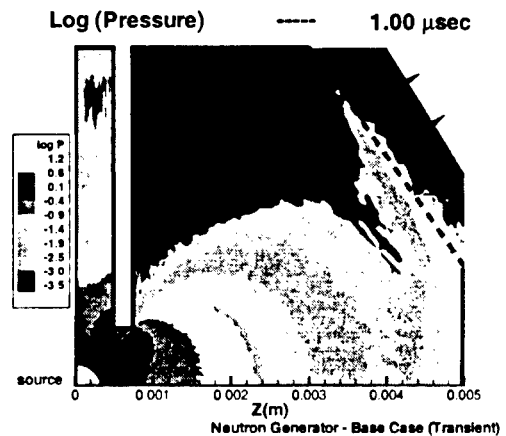 Log (Pressure) 1.00 µsec
log P
1.2
0.6
0.1
-0.4
-0.9
-1.4
-1.9
-2.5
-3.0
-3.5
source
0 0.001 0.002 0.003 0.004 0.005
Z(m)
Neutron Generator - Base Case (Transient)